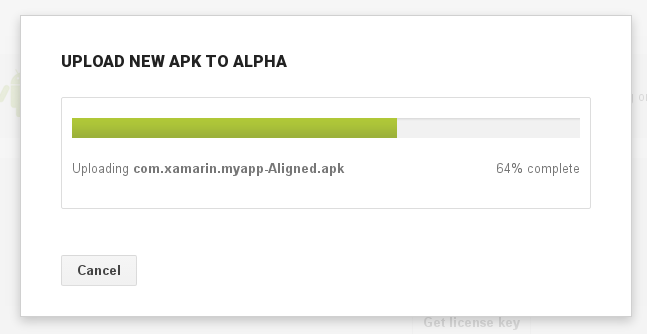 UPLOAD NEW APK TO ALPHA
Uploading com.xamarin.myapp-Aligned.apk 64% complete
Cancel
Get license key